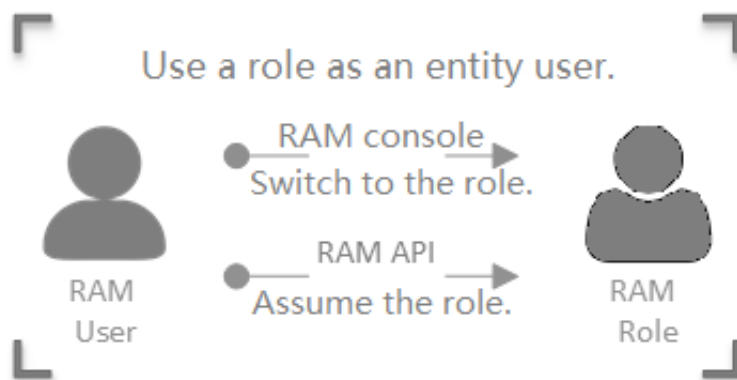 Use a role as an entity user.
RAM console
Switch to the role.
RAM API
Assume the role.
RAM
User
RAM
Role